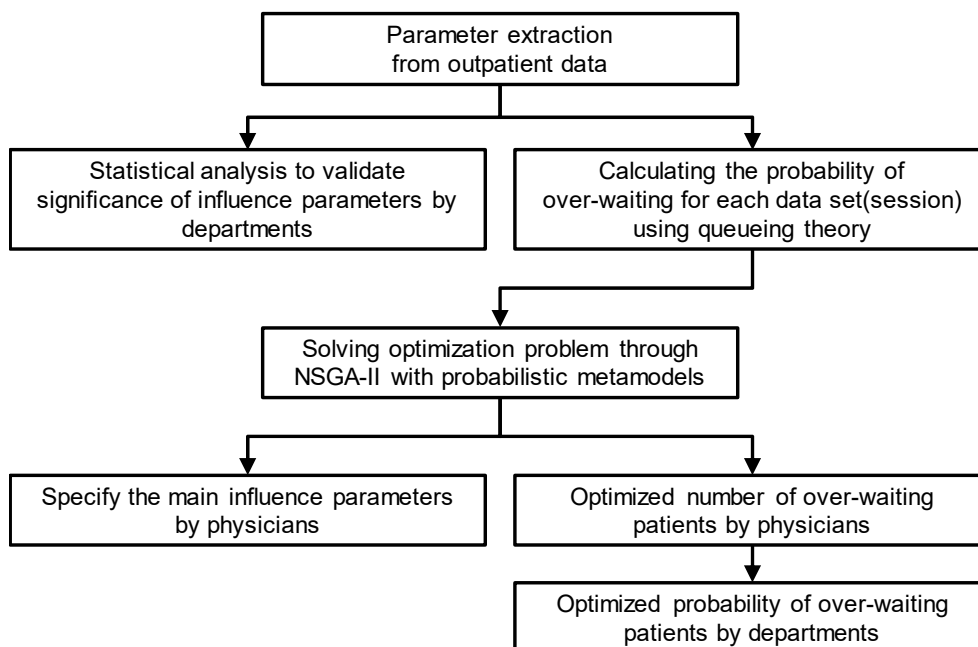 Parameter extraction
from outpatient data
Statistical analysis to validate
significance of influence parameters by
departments
Calculating the probability of
over-waiting for each data set(session)
using queueing theory
Solving optimization problem through
NSGA-II with probabilistic metamodels
Specify the main influence parameters
by physicians
Optimized number of over-waiting
patients by physicians
Optimized probability of over-waiting
patients by departments